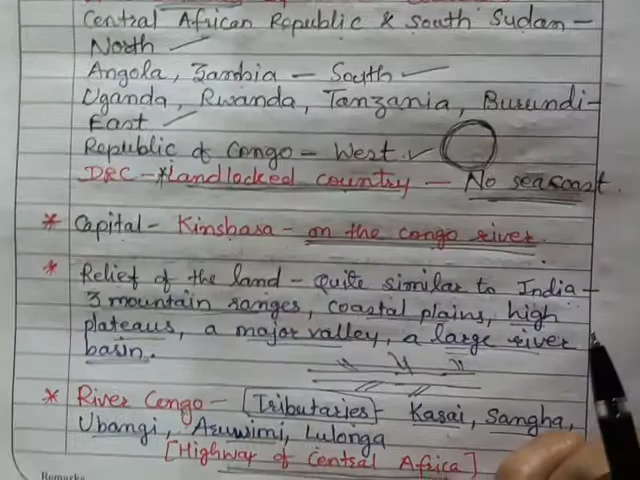 Central African Republic & South Sudan -
North
Angola, Zambia - South
Uganda, Rwanda, Tanzania, Burundi-
East
Republic of Congo - West
DRC - *Landlocked country - No seacoast.
* Capital - Kinshasa - on the congo river.
* Relief of the land - Quite similar to India -
3 mountain ranges, coastal plains, high
plateaus, a major valley, a large river
basin.
* River Congo - [Tributaries]- Kasai, Sangha,
Ubangi, Aruwimi, Lulonga
[Highway of Central Africa]
Remarks